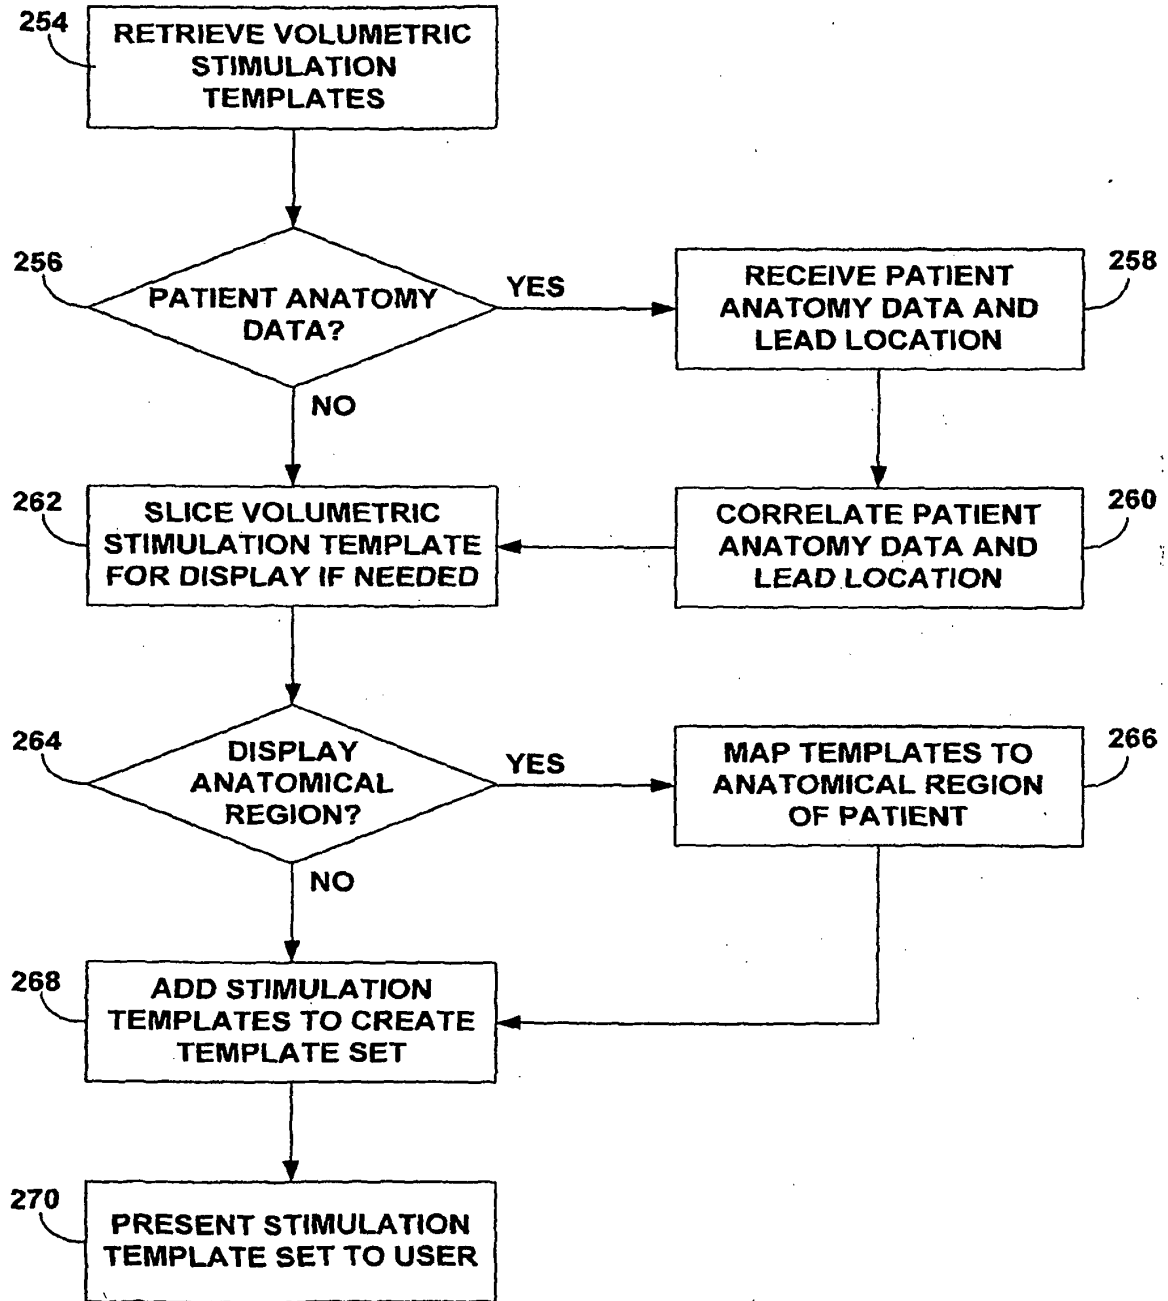 254
RETRIEVE VOLUMETRIC
STIMULATION
TEMPLATES
256
PATIENT ANATOMY
DATA?
YES
NO
258
RECEIVE PATIENT
ANATOMY DATA AND
LEAD LOCATION
262
SLICE VOLUMETRIC
STIMULATION TEMPLATE
FOR DISPLAY IF NEEDED
260
CORRELATE PATIENT
ANATOMY DATA AND
LEAD LOCATION
264
DISPLAY
ANATOMICAL
REGION?
YES
NO
266
MAP TEMPLATES TO
ANATOMICAL REGION
OF PATIENT
268
ADD STIMULATION
TEMPLATES TO CREATE
TEMPLATE SET
270
PRESENT STIMULATION
TEMPLATE SET TO USER